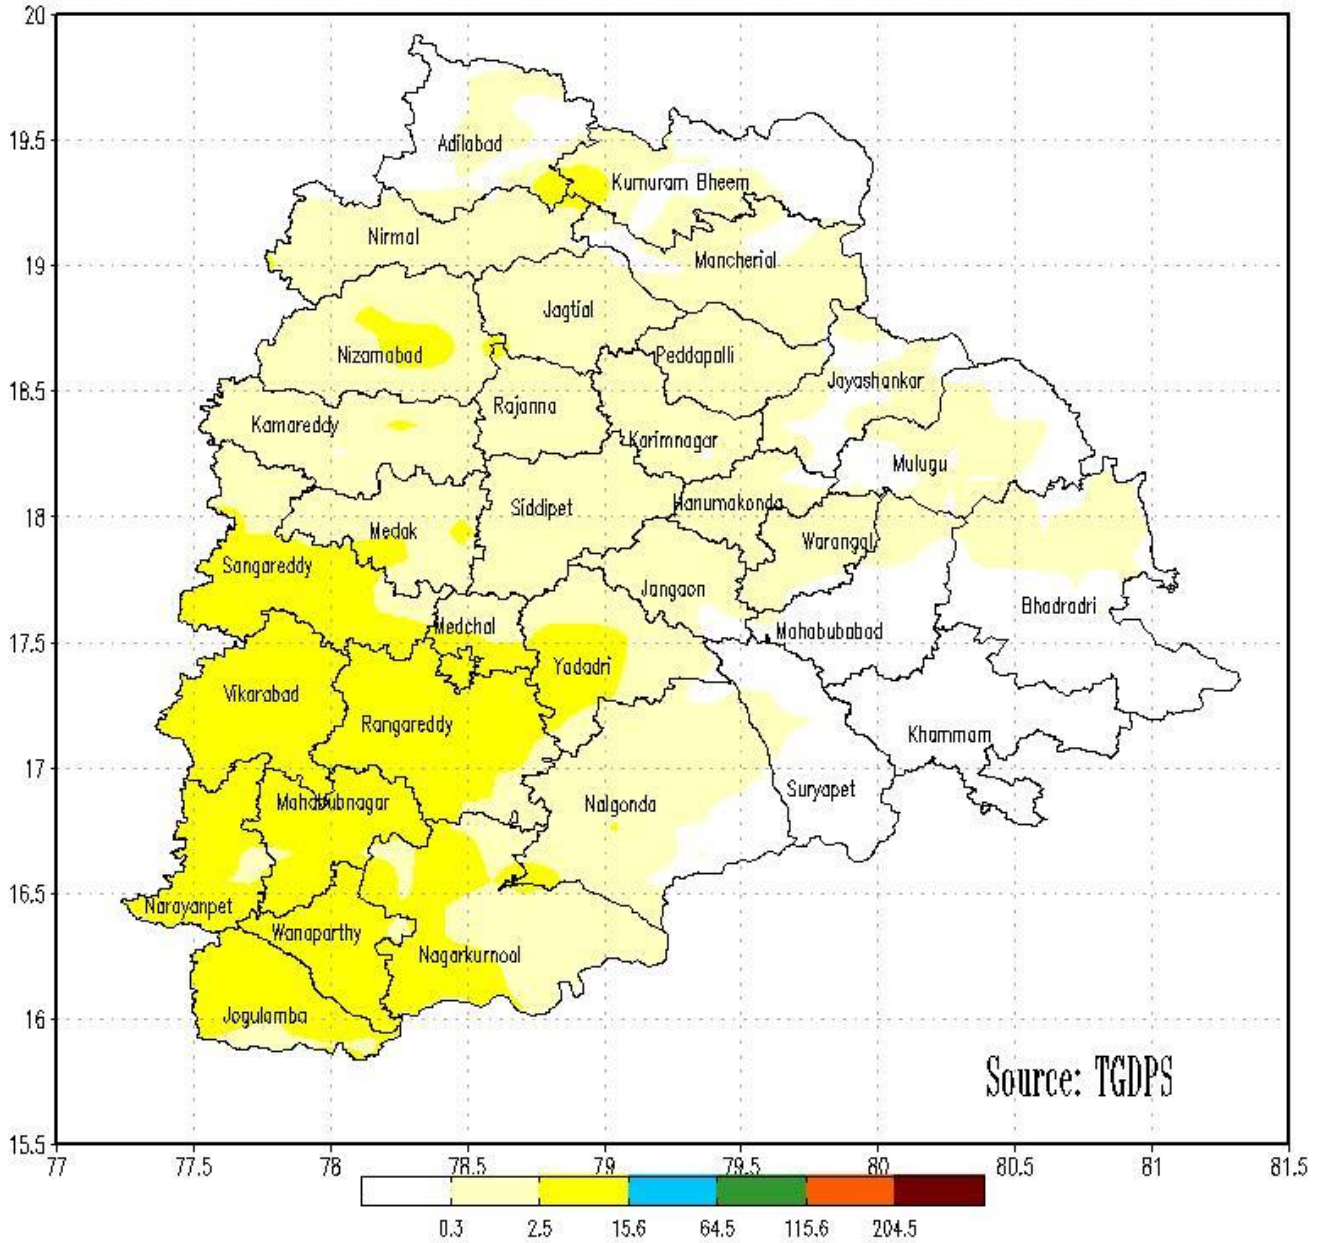 20
19.5
19
18.5
18
17.5
17
16.5
16
15.5
Adilabad
Kumuram Bheem
Nirmal
Mancherial
Jagtial
Nizamabad
Peddapalli
Jayashankar
Rajanna
Kamareddy
Karimnagar
Mulugu
Siddipet
Hanumakonda
Medak
Warangal
Sangareddy
Jangaon
Bhadradri
Medchal
Mahabubabad
Yadadri
Vikarabad
Rangareddy
Khammam
Mahabubnagar
Nalgonda
Suryapet
Narayanpet
Wanaparthy
Nagarkurnool
Jogulamba
Source: TGDPS
77 77.5 78 78.5 79 79.5 80 80.5 81 81.5
0.3 2.5 15.6 64.5 115.6 204.5